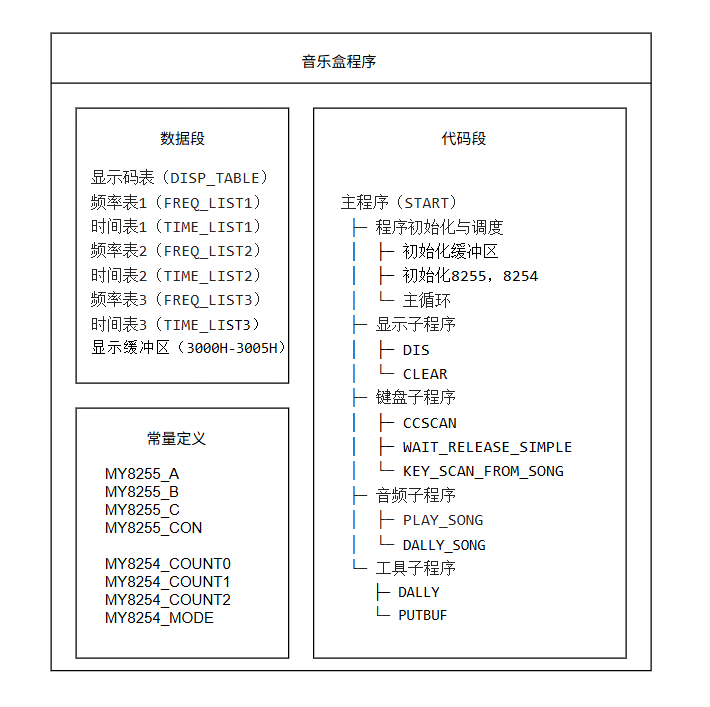 音乐盒程序
数据段
显示码表（DISP_TABLE）
频率表1（FREQ_LIST1）
时间表1（TIME_LIST1）
频率表2（FREQ_LIST2）
时间表2（TIME_LIST2）
频率表3（FREQ_LIST3）
时间表3（TIME_LIST3）
显示缓冲区（3000H-3005H）
常量定义
MY8255_A
MY8255_B
MY8255_C
MY8255_CON
MY8254_COUNT0
MY8254_COUNT1
MY8254_COUNT2
MY8254_MODE
代码段
主程序（START）
├─ 程序初始化与调度
│  ├─ 初始化缓冲区
│  ├─ 初始化8255，8254
│  └─ 主循环
├─ 显示子程序
│  ├─ DIS
│  └─ CLEAR
├─ 键盘子程序
│  ├─ CCSCAN
│  ├─ WAIT_RELEASE_SIMPLE
│  └─ KEY_SCAN_FROM_SONG
├─ 音频子程序
│  ├─ PLAY_SONG
│  └─ DALLY_SONG
└─ 工具子程序
   ├─ DALLY
   └─ PUTBUF